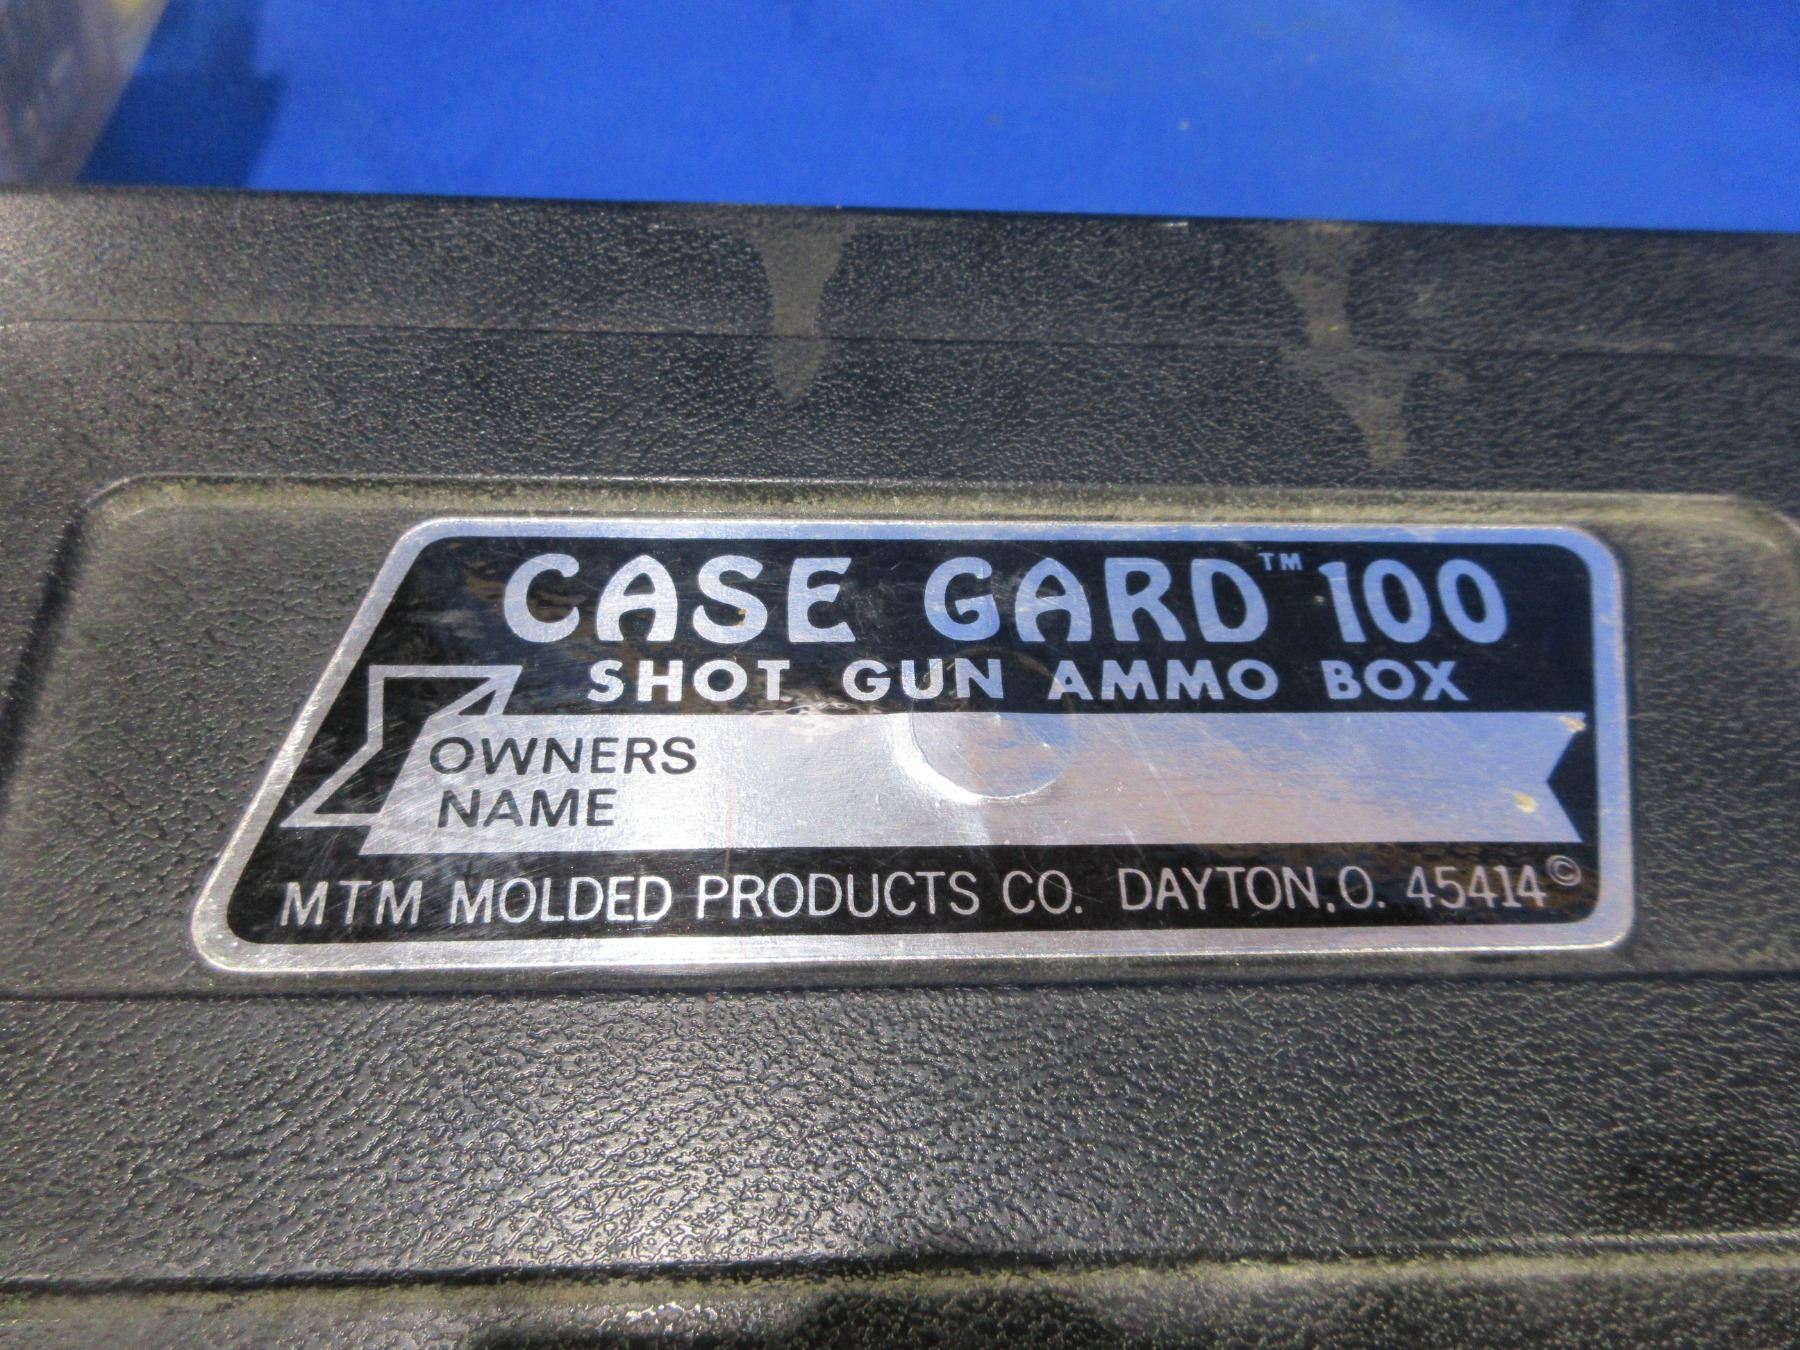 CASE GARD™ 100
SHOT GUN AMMO BOX
OWNERS
NAME
MTM MOLDED PRODUCTS CO. DAYTON, O. 45414©